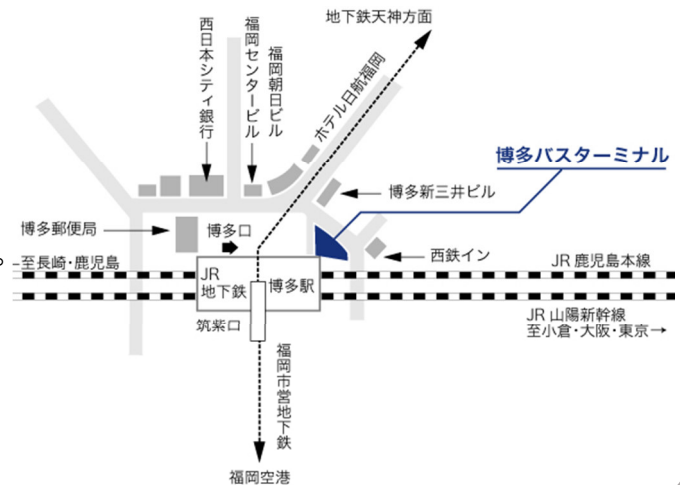 地下鉄天神方面
西日本シティ銀行
福岡センタービル
福岡朝日ビル
ホテル日航福岡
博多バスターミナル
博多新三井ビル
博多郵便局
博多口
西鉄イン
至長崎・鹿児島
JR 鹿児島本線
JR
地下鉄
博多駅
JR 山陽新幹線
至小倉・大阪・東京→
筑紫口
福岡市営地下鉄
福岡空港